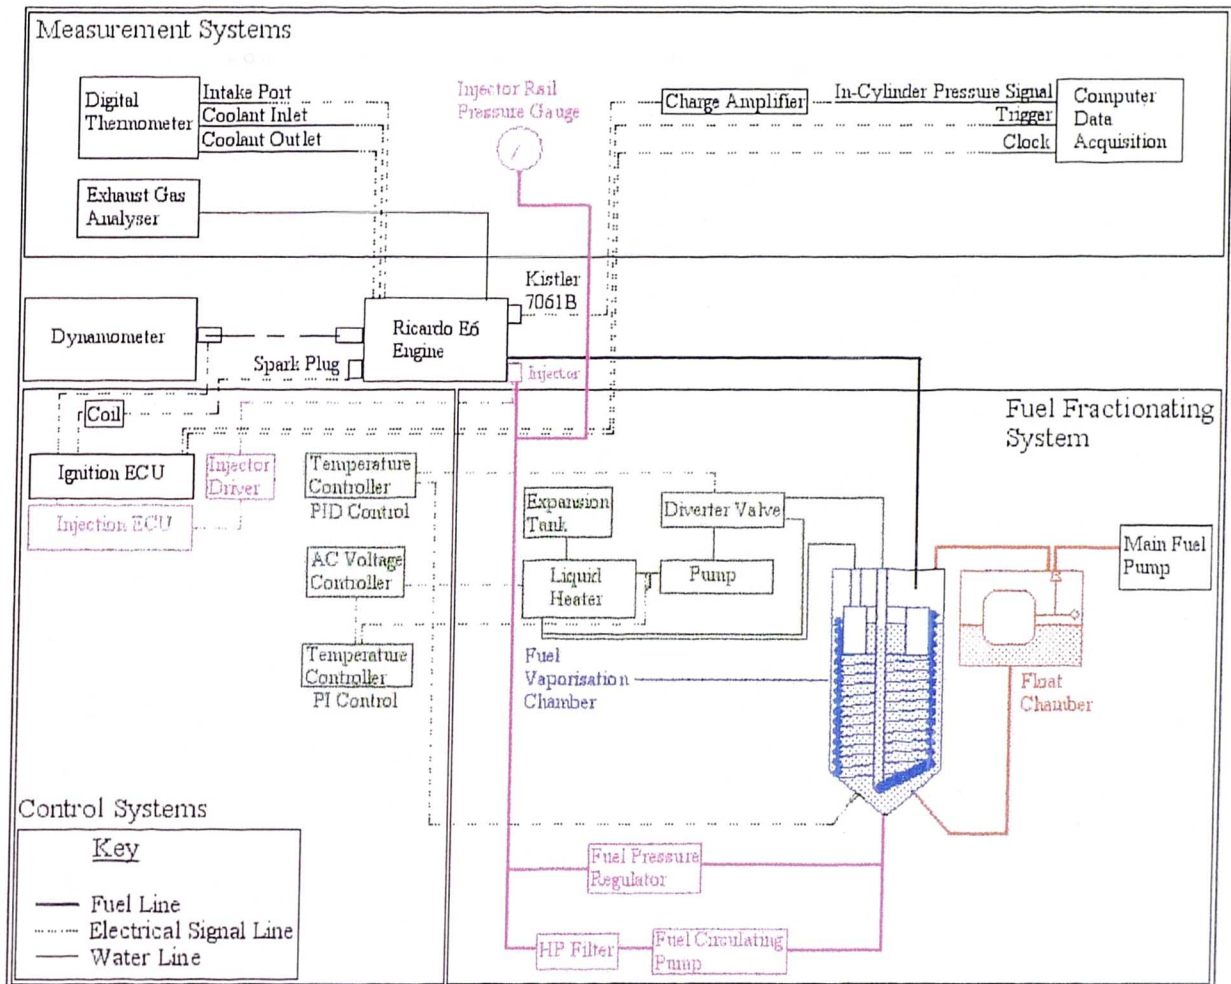 Measurement Systems
Digital
Thermometer
Intake Port
Coolant Inlet
Coolant Outlet
Injector Rail
Pressure Gauge
Charge Amplifier
In-Cylinder Pressure Signal
Trigger
Clock
Computer
Data
Acquisition
Exhaust Gas
Analyser
Kistler
7061B
Dynamometer
Ricardo E6
Engine
Spark Plug
Injector
Fuel Fractionating
System
Coil
Ignition ECU
Injector
Driver
Injection ECU
Temperature
Controller
PID Control
Expansion
Tank
Diverter Valve
Main Fuel
Pump
AC Voltage
Controller
Liquid
Heater
Pump
Temperature
Controller
PI Control
Fuel
Vaporisation
Chamber
Float
Chamber
Control Systems
Key
Fuel Line
Electrical Signal Line
Water Line
Fuel Pressure
Regulator
HP Filter
Fuel Circulating
Pump